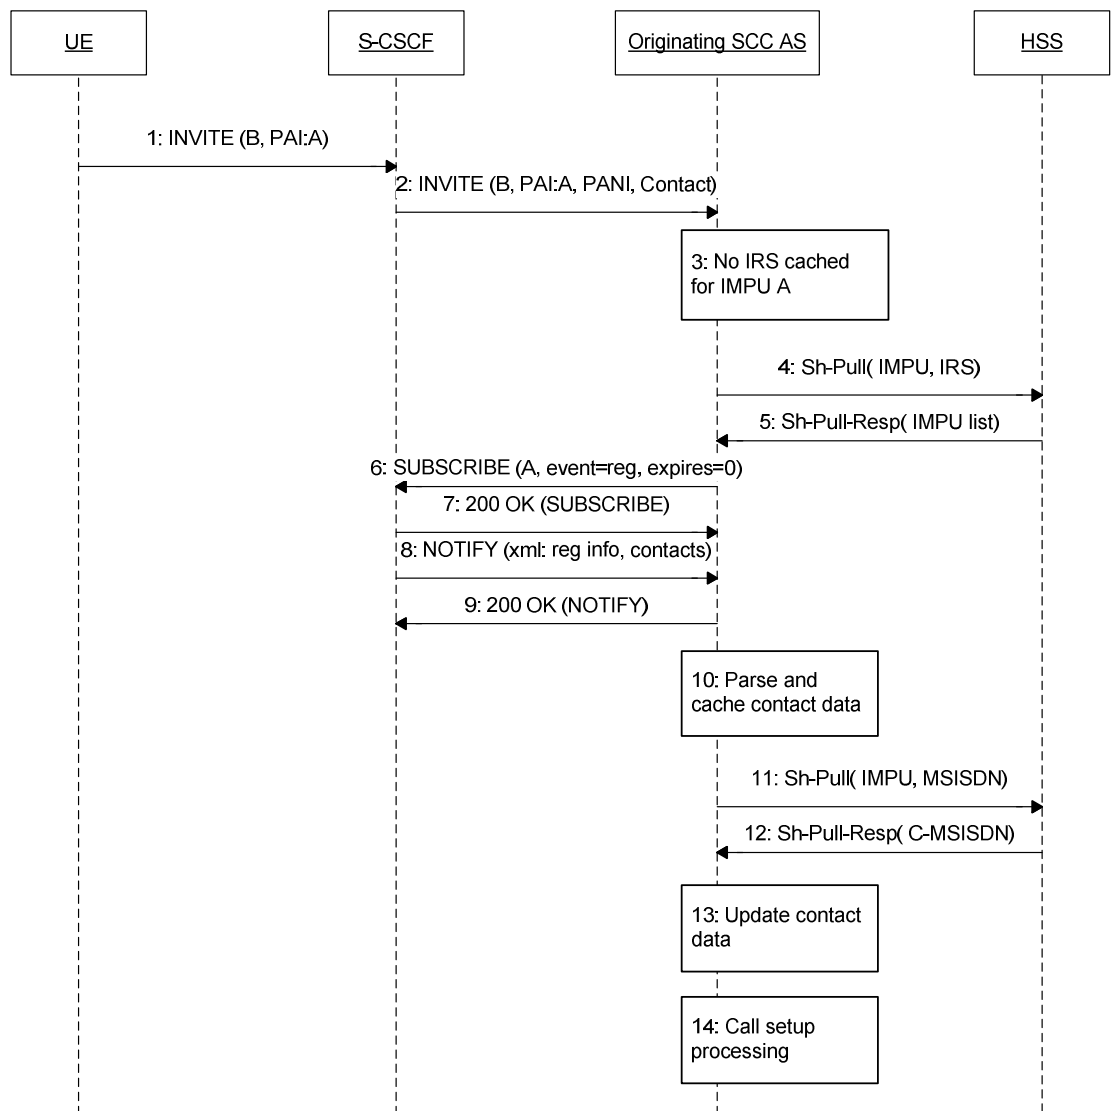 UE
S-CSCF
Originating SCC AS
HSS
1: INVITE (B, PAI:A)
2: INVITE (B, PAI:A, PANI, Contact)
3: No IRS cached
for IMPU A
4: Sh-Pull( IMPU, IRS)
5: Sh-Pull-Resp( IMPU list)
6: SUBSCRIBE (A, event=reg, expires=0)
7: 200 OK (SUBSCRIBE)
8: NOTIFY (xml: reg info, contacts)
9: 200 OK (NOTIFY)
10: Parse and
cache contact data
11: Sh-Pull( IMPU, MSISDN)
12: Sh-Pull-Resp( C-MSISDN)
13: Update contact
data
14: Call setup
processing